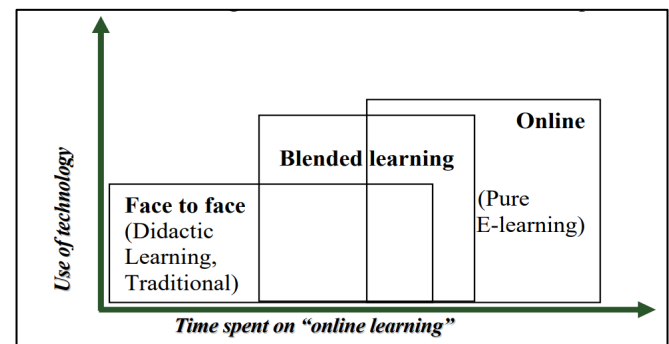 Online
Blended learning
Face to face
(Didactic
Learning,
Traditional)
(Pure
E-learning)
Use of technology
Time spent on “online learning”